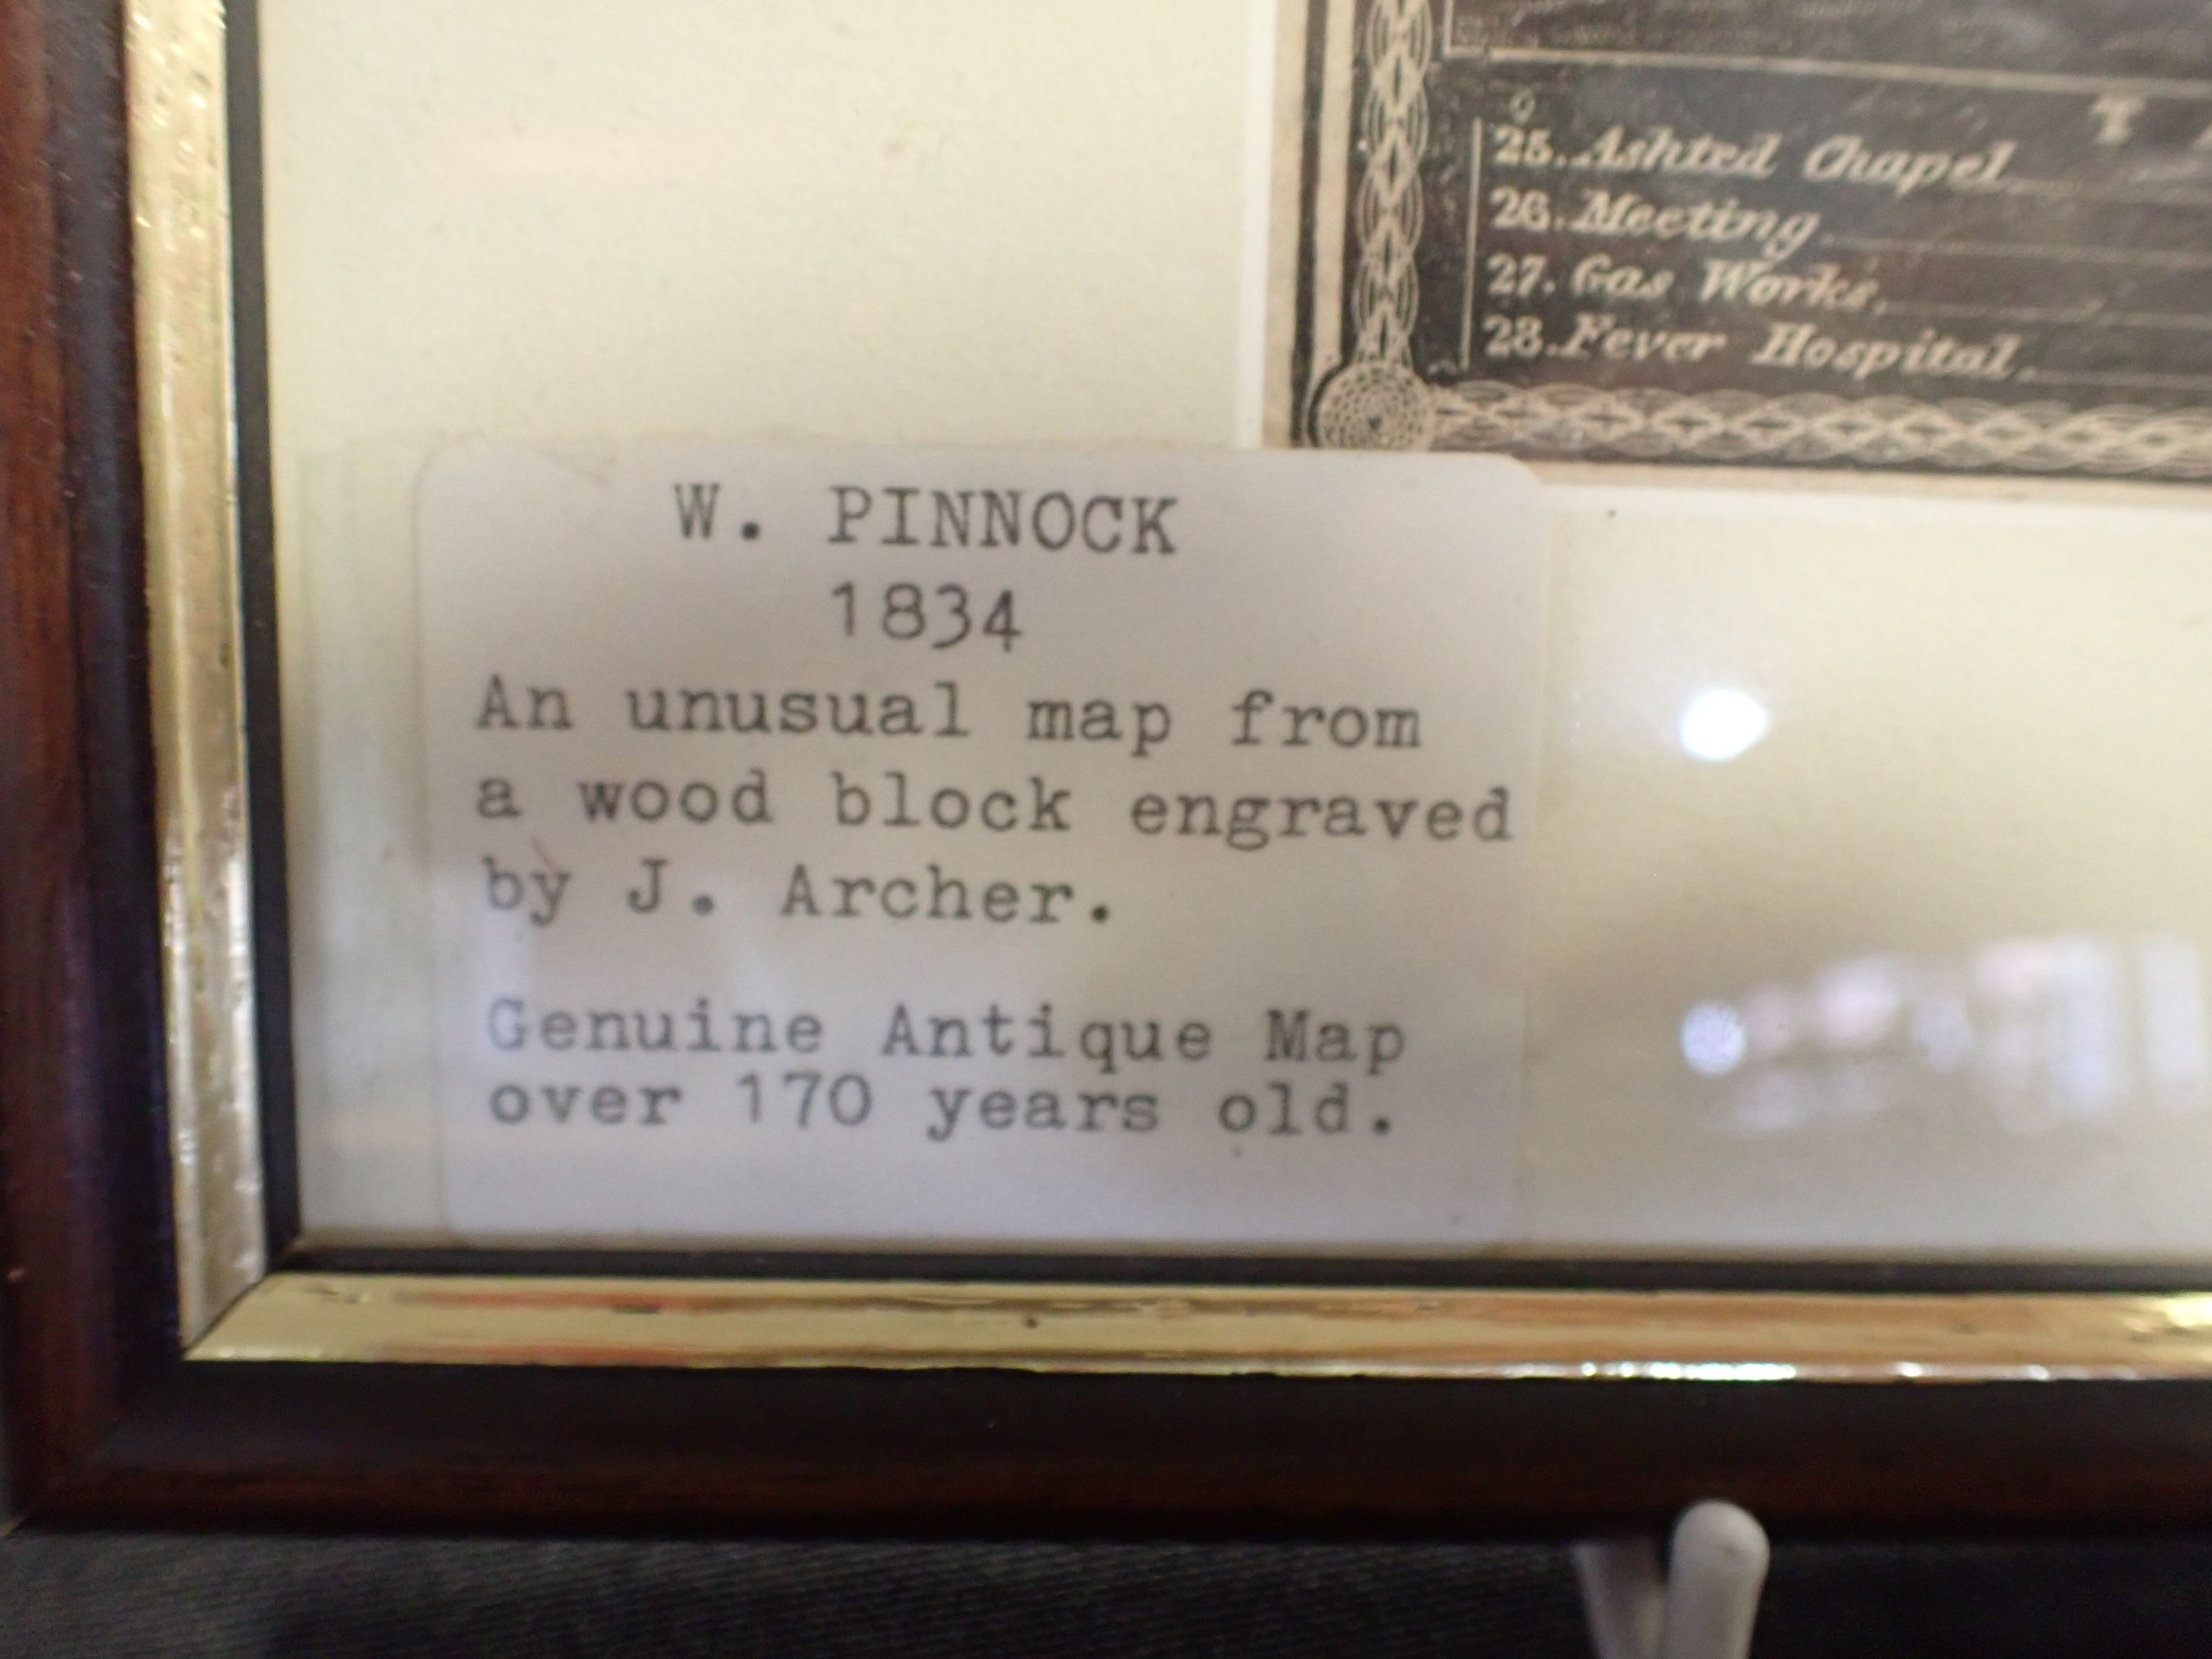 25. Ashted Chapel
26. Meeting
27. Gas Works.
28. Fever Hospital.
W. PINNOCK
1834
An unusual map from
a wood block engraved
by J. Archer.
Genuine Antique Map
over 170 years old.